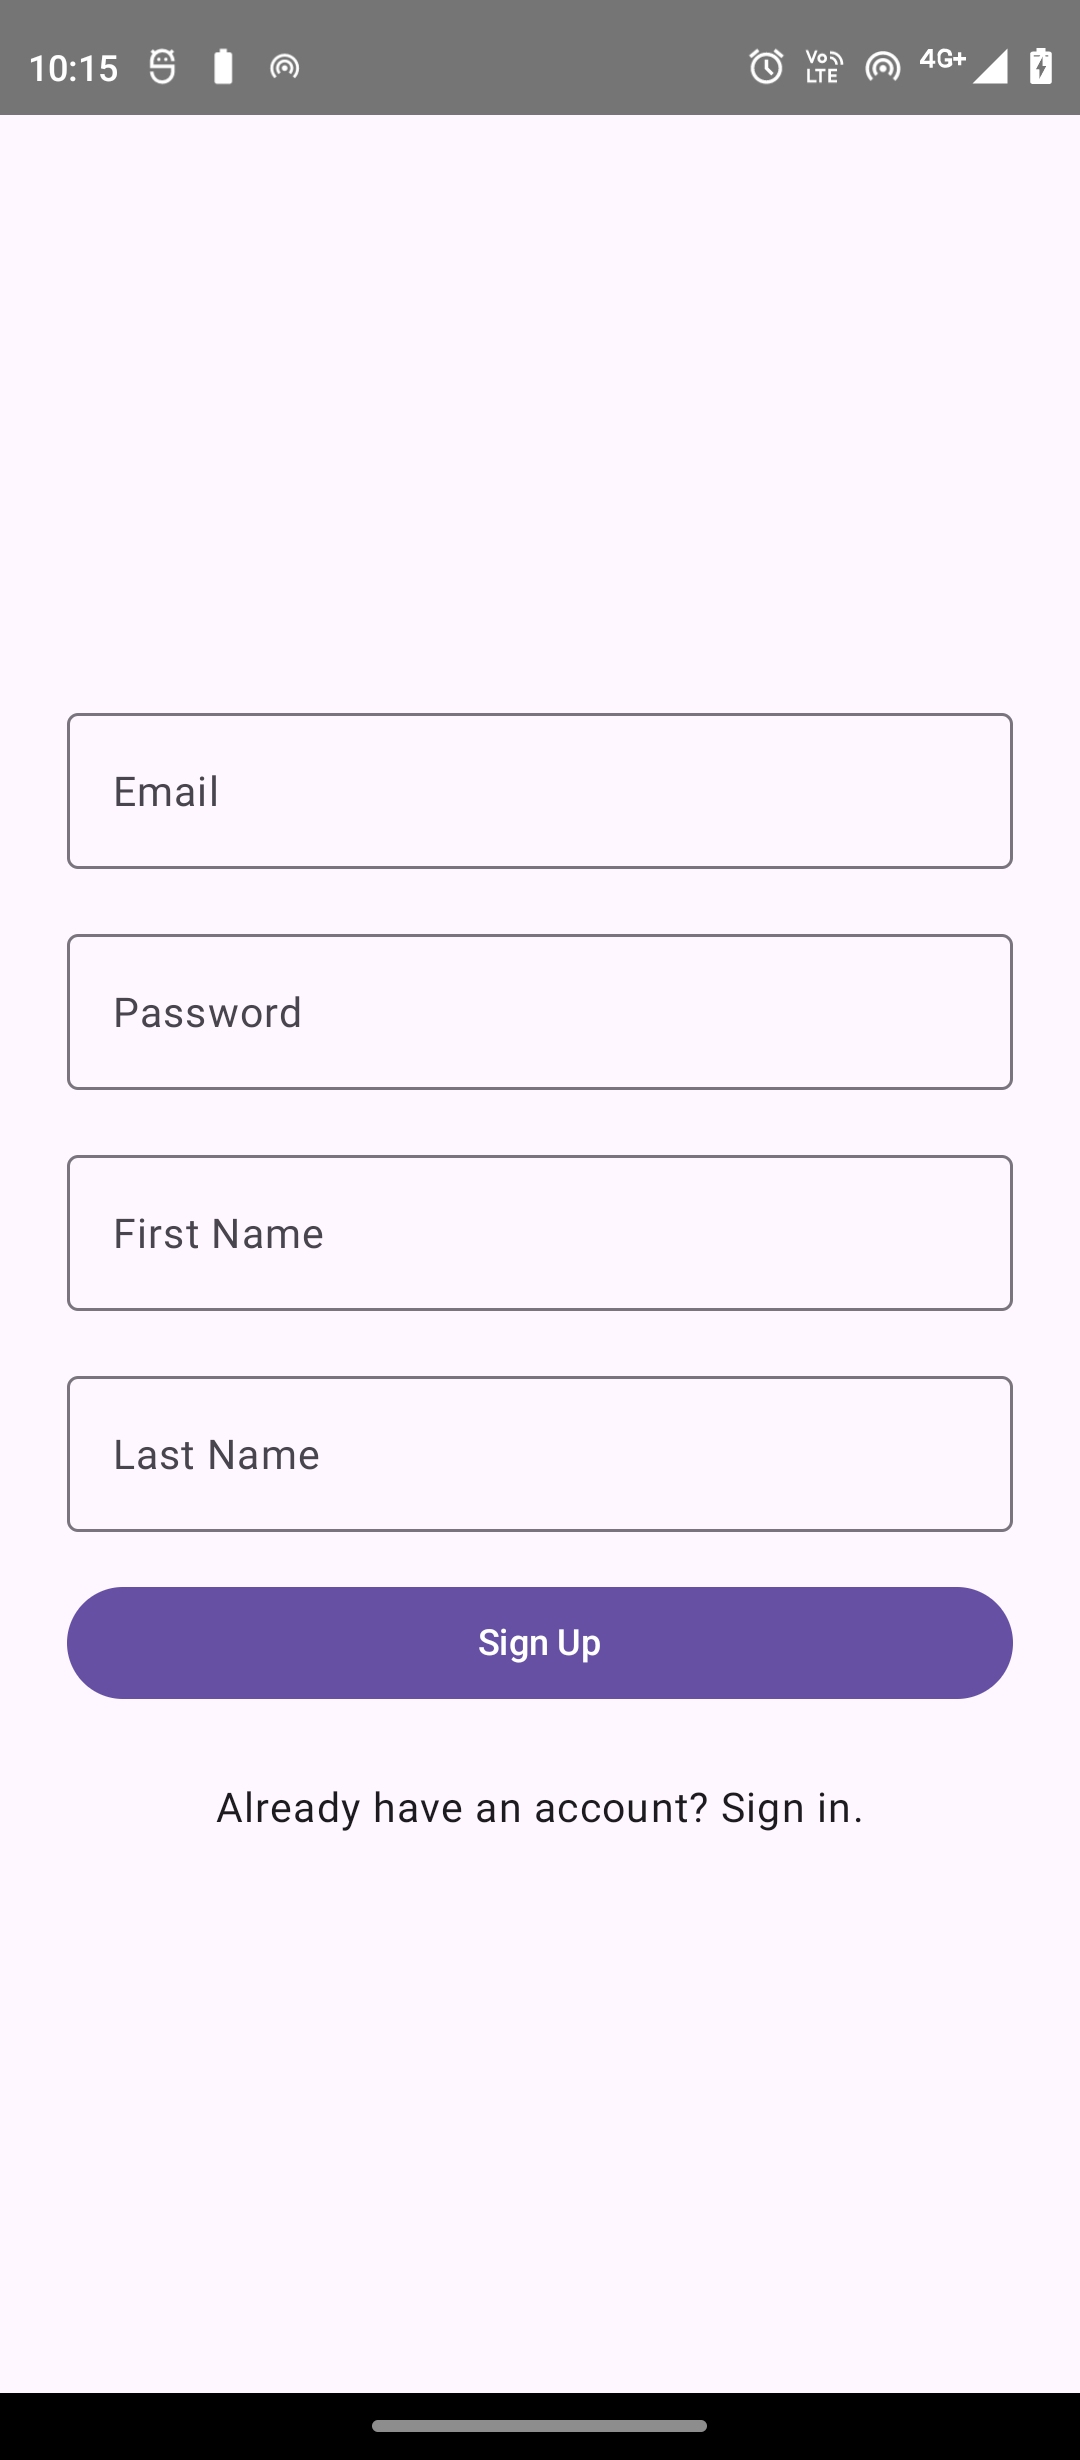 10:15 Vo LTE 4G+
Email
Password
First Name
Last Name
Sign Up
Already have an account? Sign in.